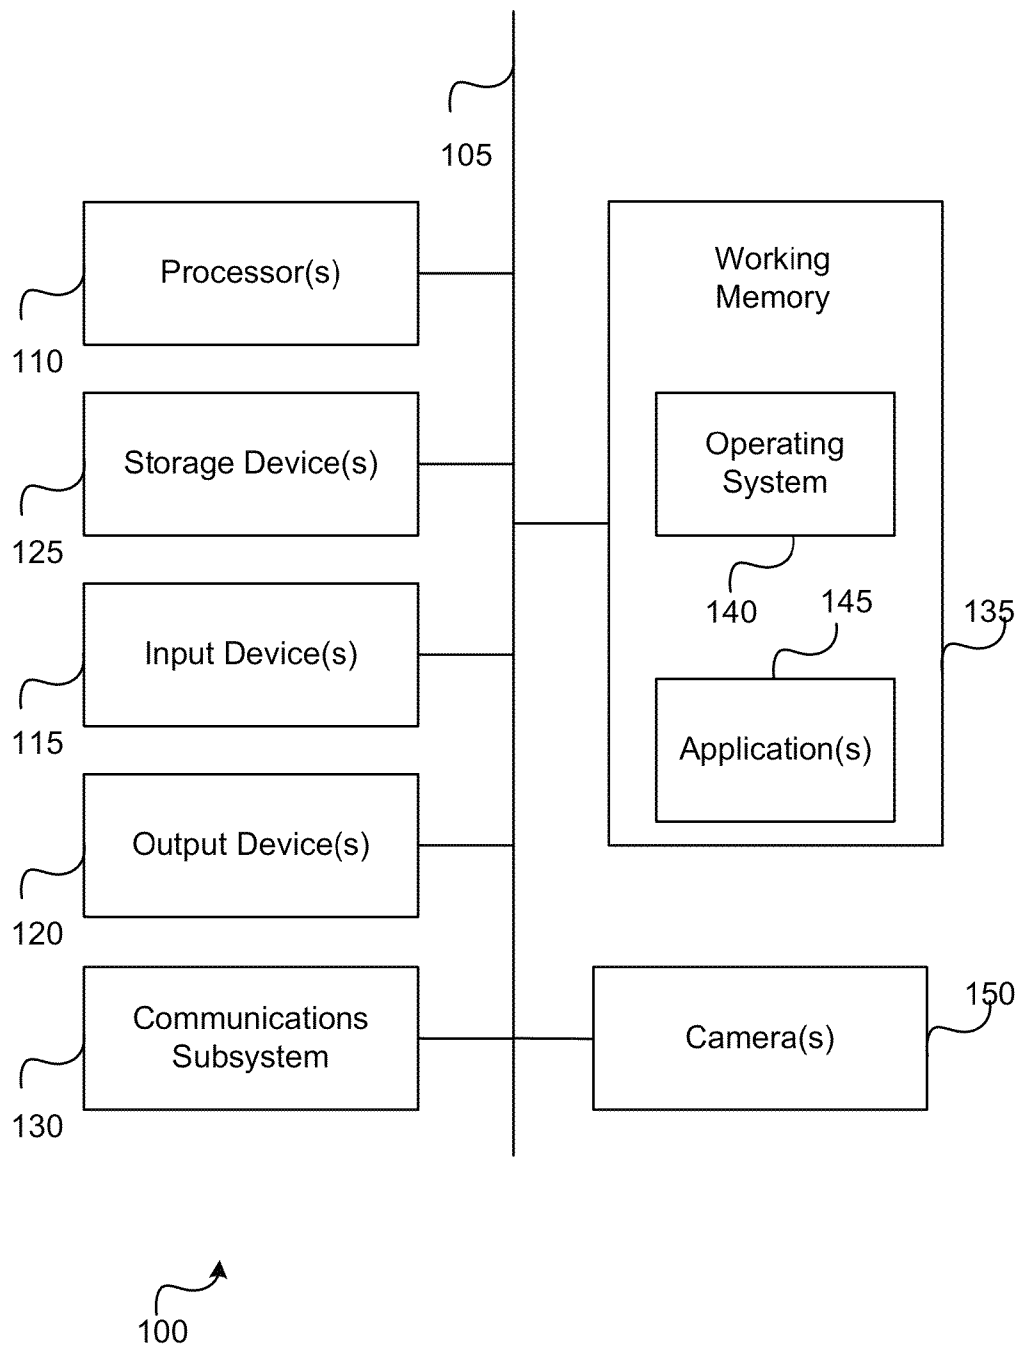 105
Processor(s)
110
Storage Device(s)
125
Input Device(s)
115
Output Device(s)
120
Communications
Subsystem
130
Working
Memory
Operating
System
140
145
135
Application(s)
150
Camera(s)
100